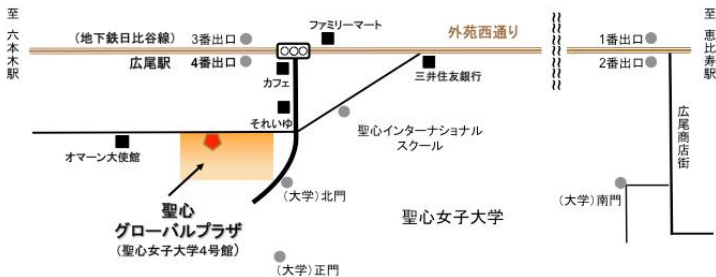 至 六本木駅
(地下鉄日比谷線) 3番出口
広尾駅 4番出口
ファミリーマート
外苑西通り
カフェ
三井住友銀行
それいゆ
オマーン大使館
聖心インターナショナル
スクール
聖心
グローバルプラザ
(聖心女子大学4号館)
(大学)北門
聖心女子大学
(大学)正門
1番出口
2番出口
至 恵比寿駅
広尾商店街
(大学)南門